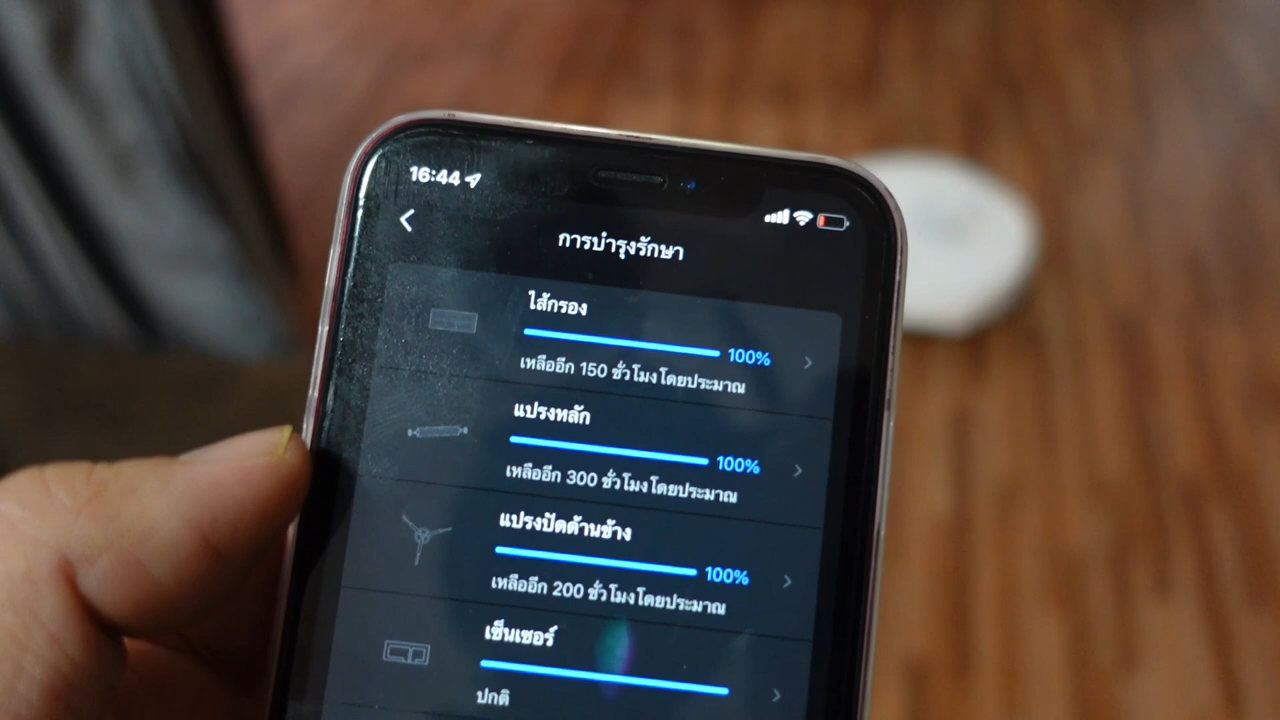 16:44
การบำรุงรักษา
ไส้กรอง
100%
เหลืออีก 150 ชั่วโมงโดยประมาณ
แปรงหลัก
100%
เหลืออีก 300 ชั่วโมงโดยประมาณ
แปรงปัดด้านข้าง
100%
เหลืออีก 200 ชั่วโมงโดยประมาณ
เซ็นเซอร์
ปกติ